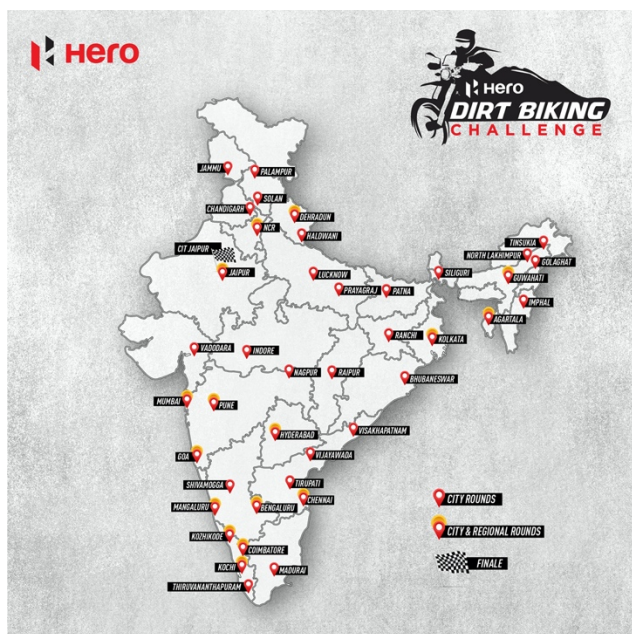 Hero
Hero
DIRT BIKING
CHALLENGE
JAMMU
PALAMPUR
SOLAN
CHANDIGARH
DEHRADUN
NCR
HALDWANI
CIT JAIPUR
JAIPUR
LUCKNOW
PRAYAGRAJ
PATNA
SILIGURI
TINSUKIA
NORTH LAKHIMPUR
GOLAGHAT
GUWAHATI
IMPHAL
AGARTALA
RANCHI
KOLKATA
VADODARA
INDORE
NAGPUR
RAIPUR
BHUBANESWAR
MUMBAI
PUNE
HYDERABAD
VISAKHAPATNAM
GOA
VIJAYAWADA
SHIVAMOGGA
TIRUPATI
CHENNAI
MANGALURU
BENGALURU
KOZHIKODE
COIMBATORE
KOCHI
MADURAI
THIRUVANANTHAPURAM
CITY ROUNDS
CITY & REGIONAL ROUNDS
FINALE